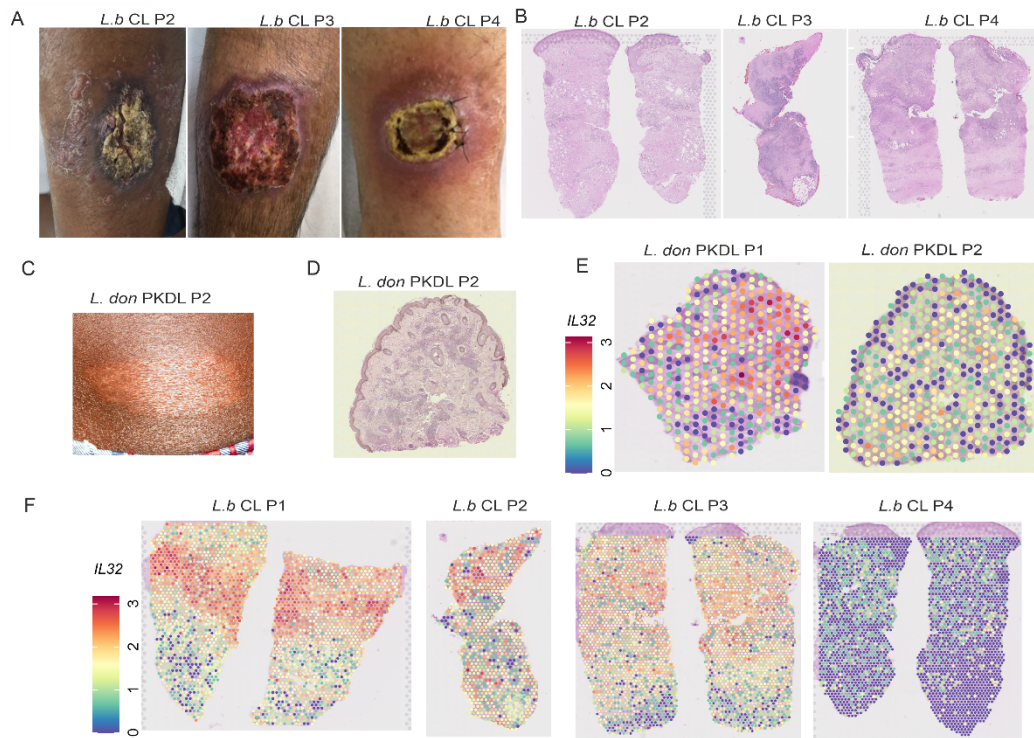 A
L.b CL P2
L.b CL P3
L.b CL P4
B
L.b CL P2
L.b CL P3
L.b CL P4
C
L. don PKDL P2
D
L. don PKDL P2
E
L. don PKDL P1
L. don PKDL P2
IL32
3
2
1
0
F
L.b CL P1
L.b CL P2
L.b CL P3
L.b CL P4
IL32
3
2
1
0